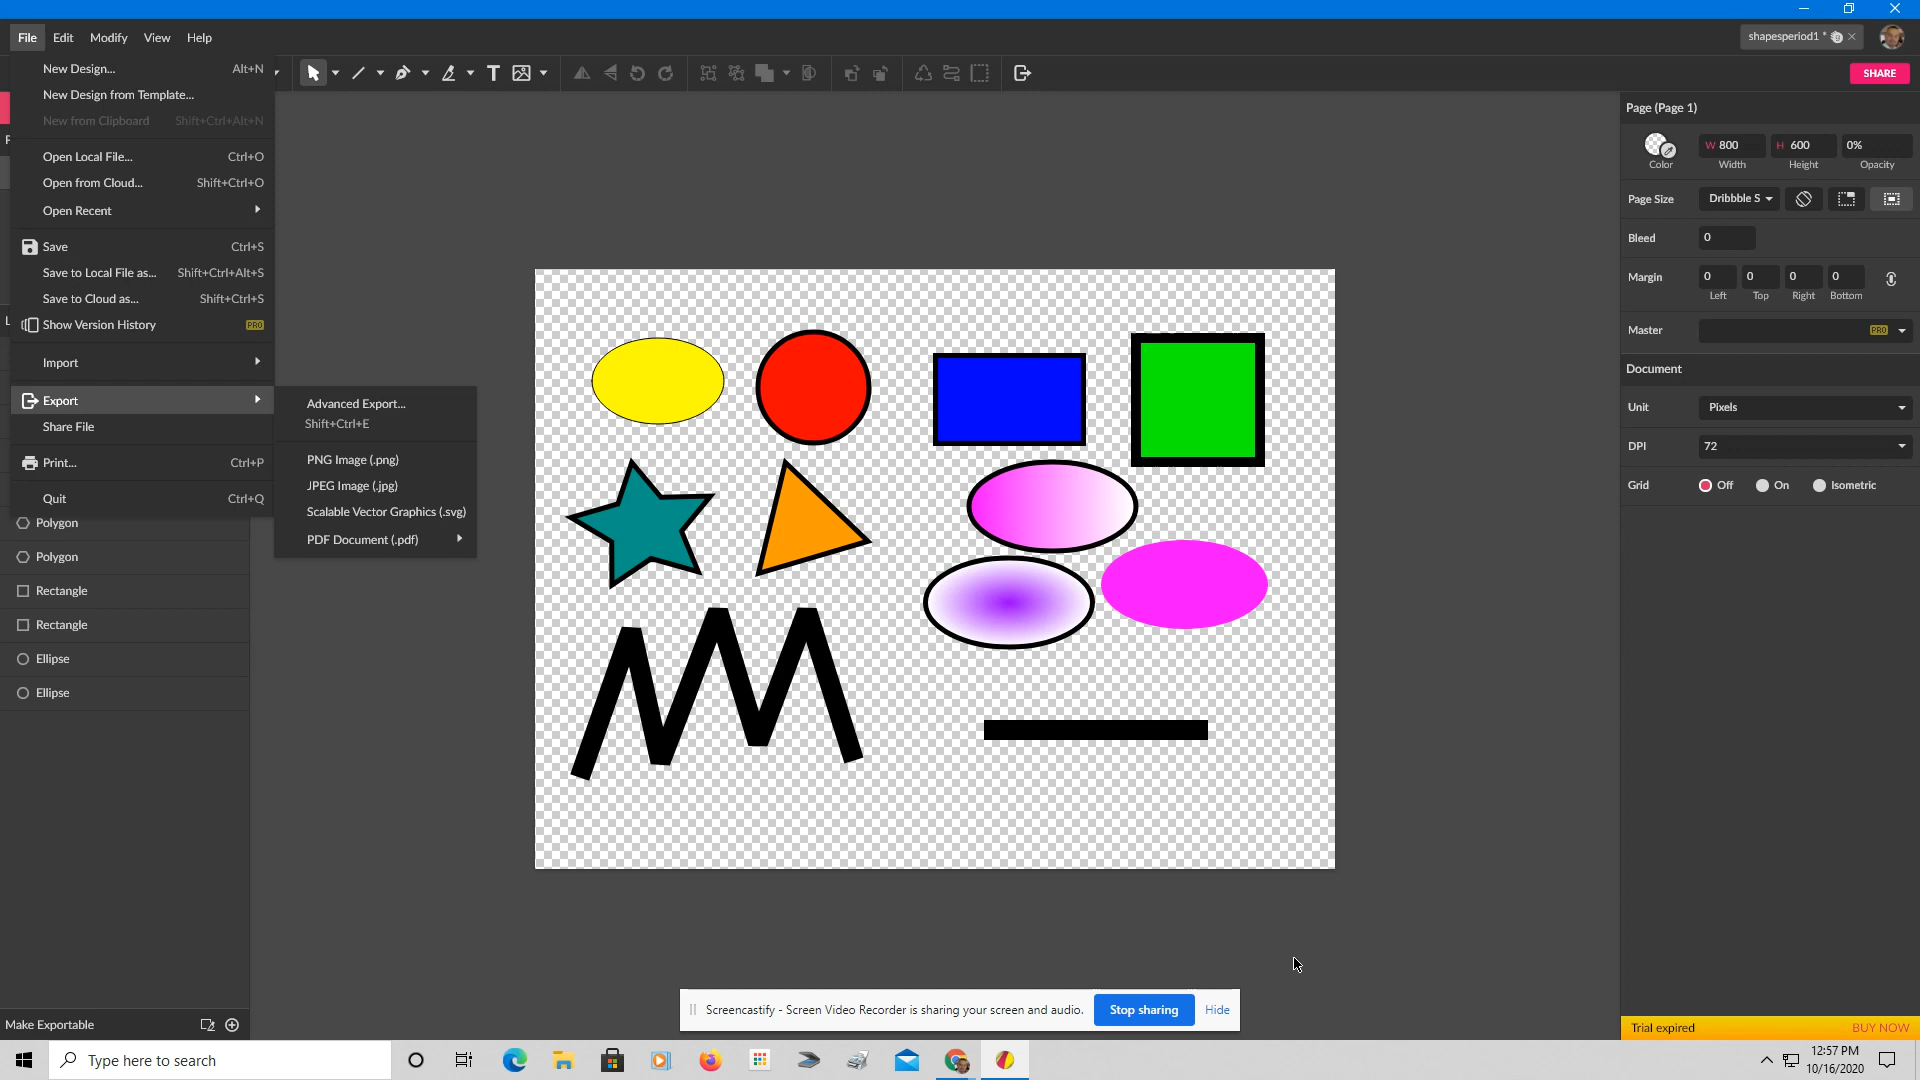 File Edit Modify View Help
shapesperiod1 *
New Design... Alt+N
New Design from Template...
New from Clipboard Shift+Ctrl+Alt+N
Open Local File... Ctrl+O
Open from Cloud... Shift+Ctrl+O
Open Recent
Save Ctrl+S
Save to Local File as... Shift+Ctrl+Alt+S
Save to Cloud as... Shift+Ctrl+S
Show Version History PRO
Import
Export
Share File
Print... Ctrl+P
Quit Ctrl+Q
Advanced Export...
Shift+Ctrl+E
PNG Image (.png)
JPEG Image (.jpg)
Scalable Vector Graphics (.svg)
PDF Document (.pdf)
Polygon
Polygon
Rectangle
Rectangle
Ellipse
Ellipse
Make Exportable
SHARE
Page (Page 1)
W 800 H 600 0%
Color Width Height Opacity
Page Size Dribbble S
Bleed 0
Margin 0 0 0 0
Left Top Right Bottom
Master PRO
Document
Unit Pixels
DPI 72
Grid Off On Isometric
Trial expired BUY NOW
Screencastify - Screen Video Recorder is sharing your screen and audio. Stop sharing Hide
Type here to search
12:57 PM
10/16/2020